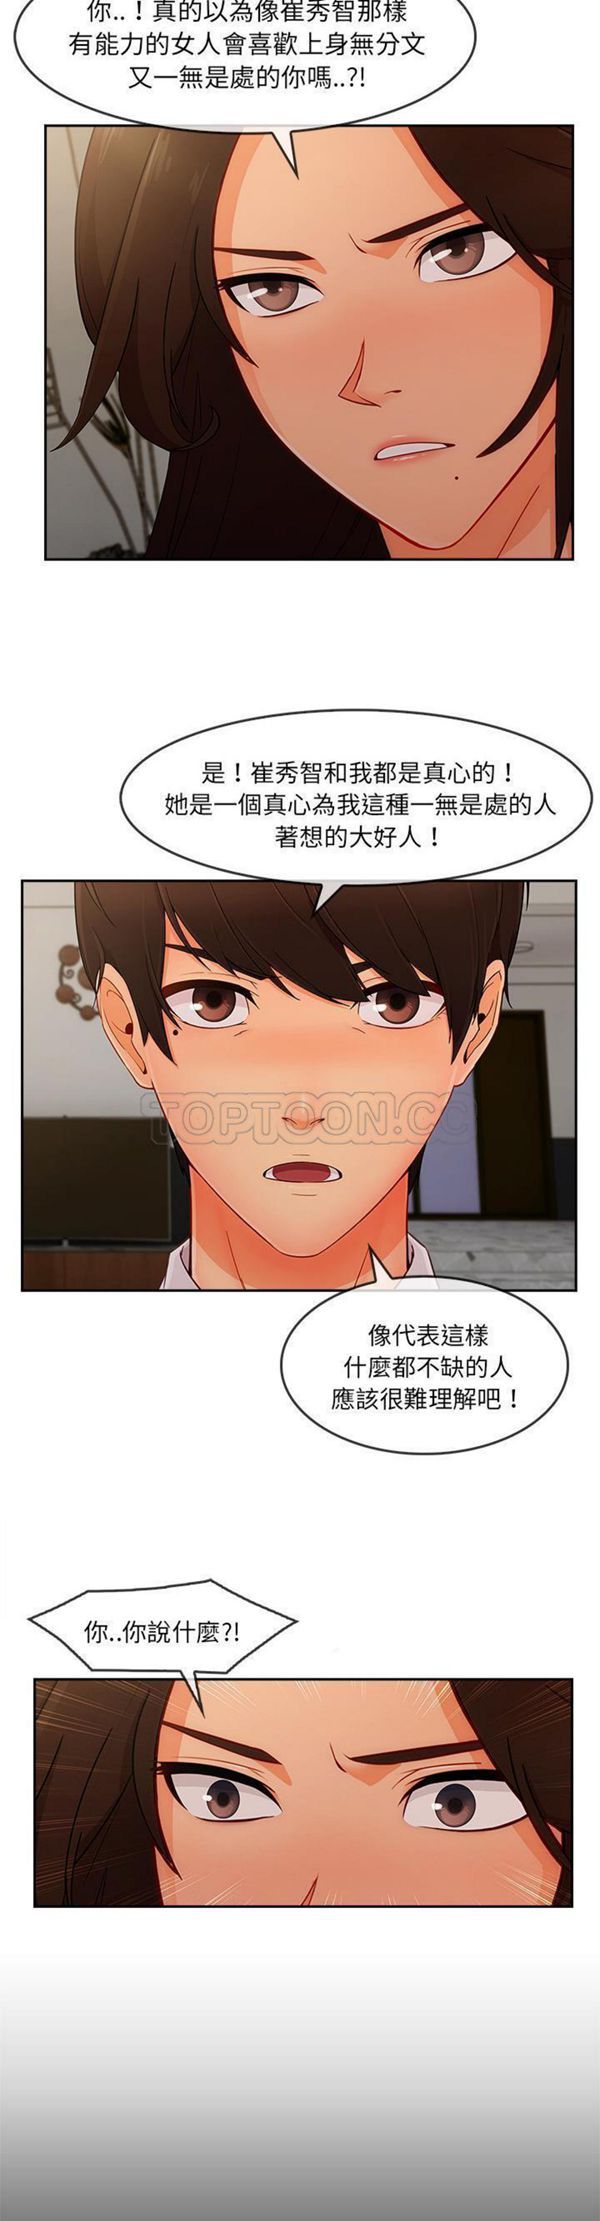 你..！真的以為像崔秀智那樣
有能力的女人會喜歡上身無分文
又一無是處的你嗎..?!
是！崔秀智和我都是真心的！
她是一個真心為我這種一無是處的人
著想的大好人！
TOPTOON.CC
像代表這樣
什麼都不缺的人
應該很難理解吧！
你..你說什麼?!